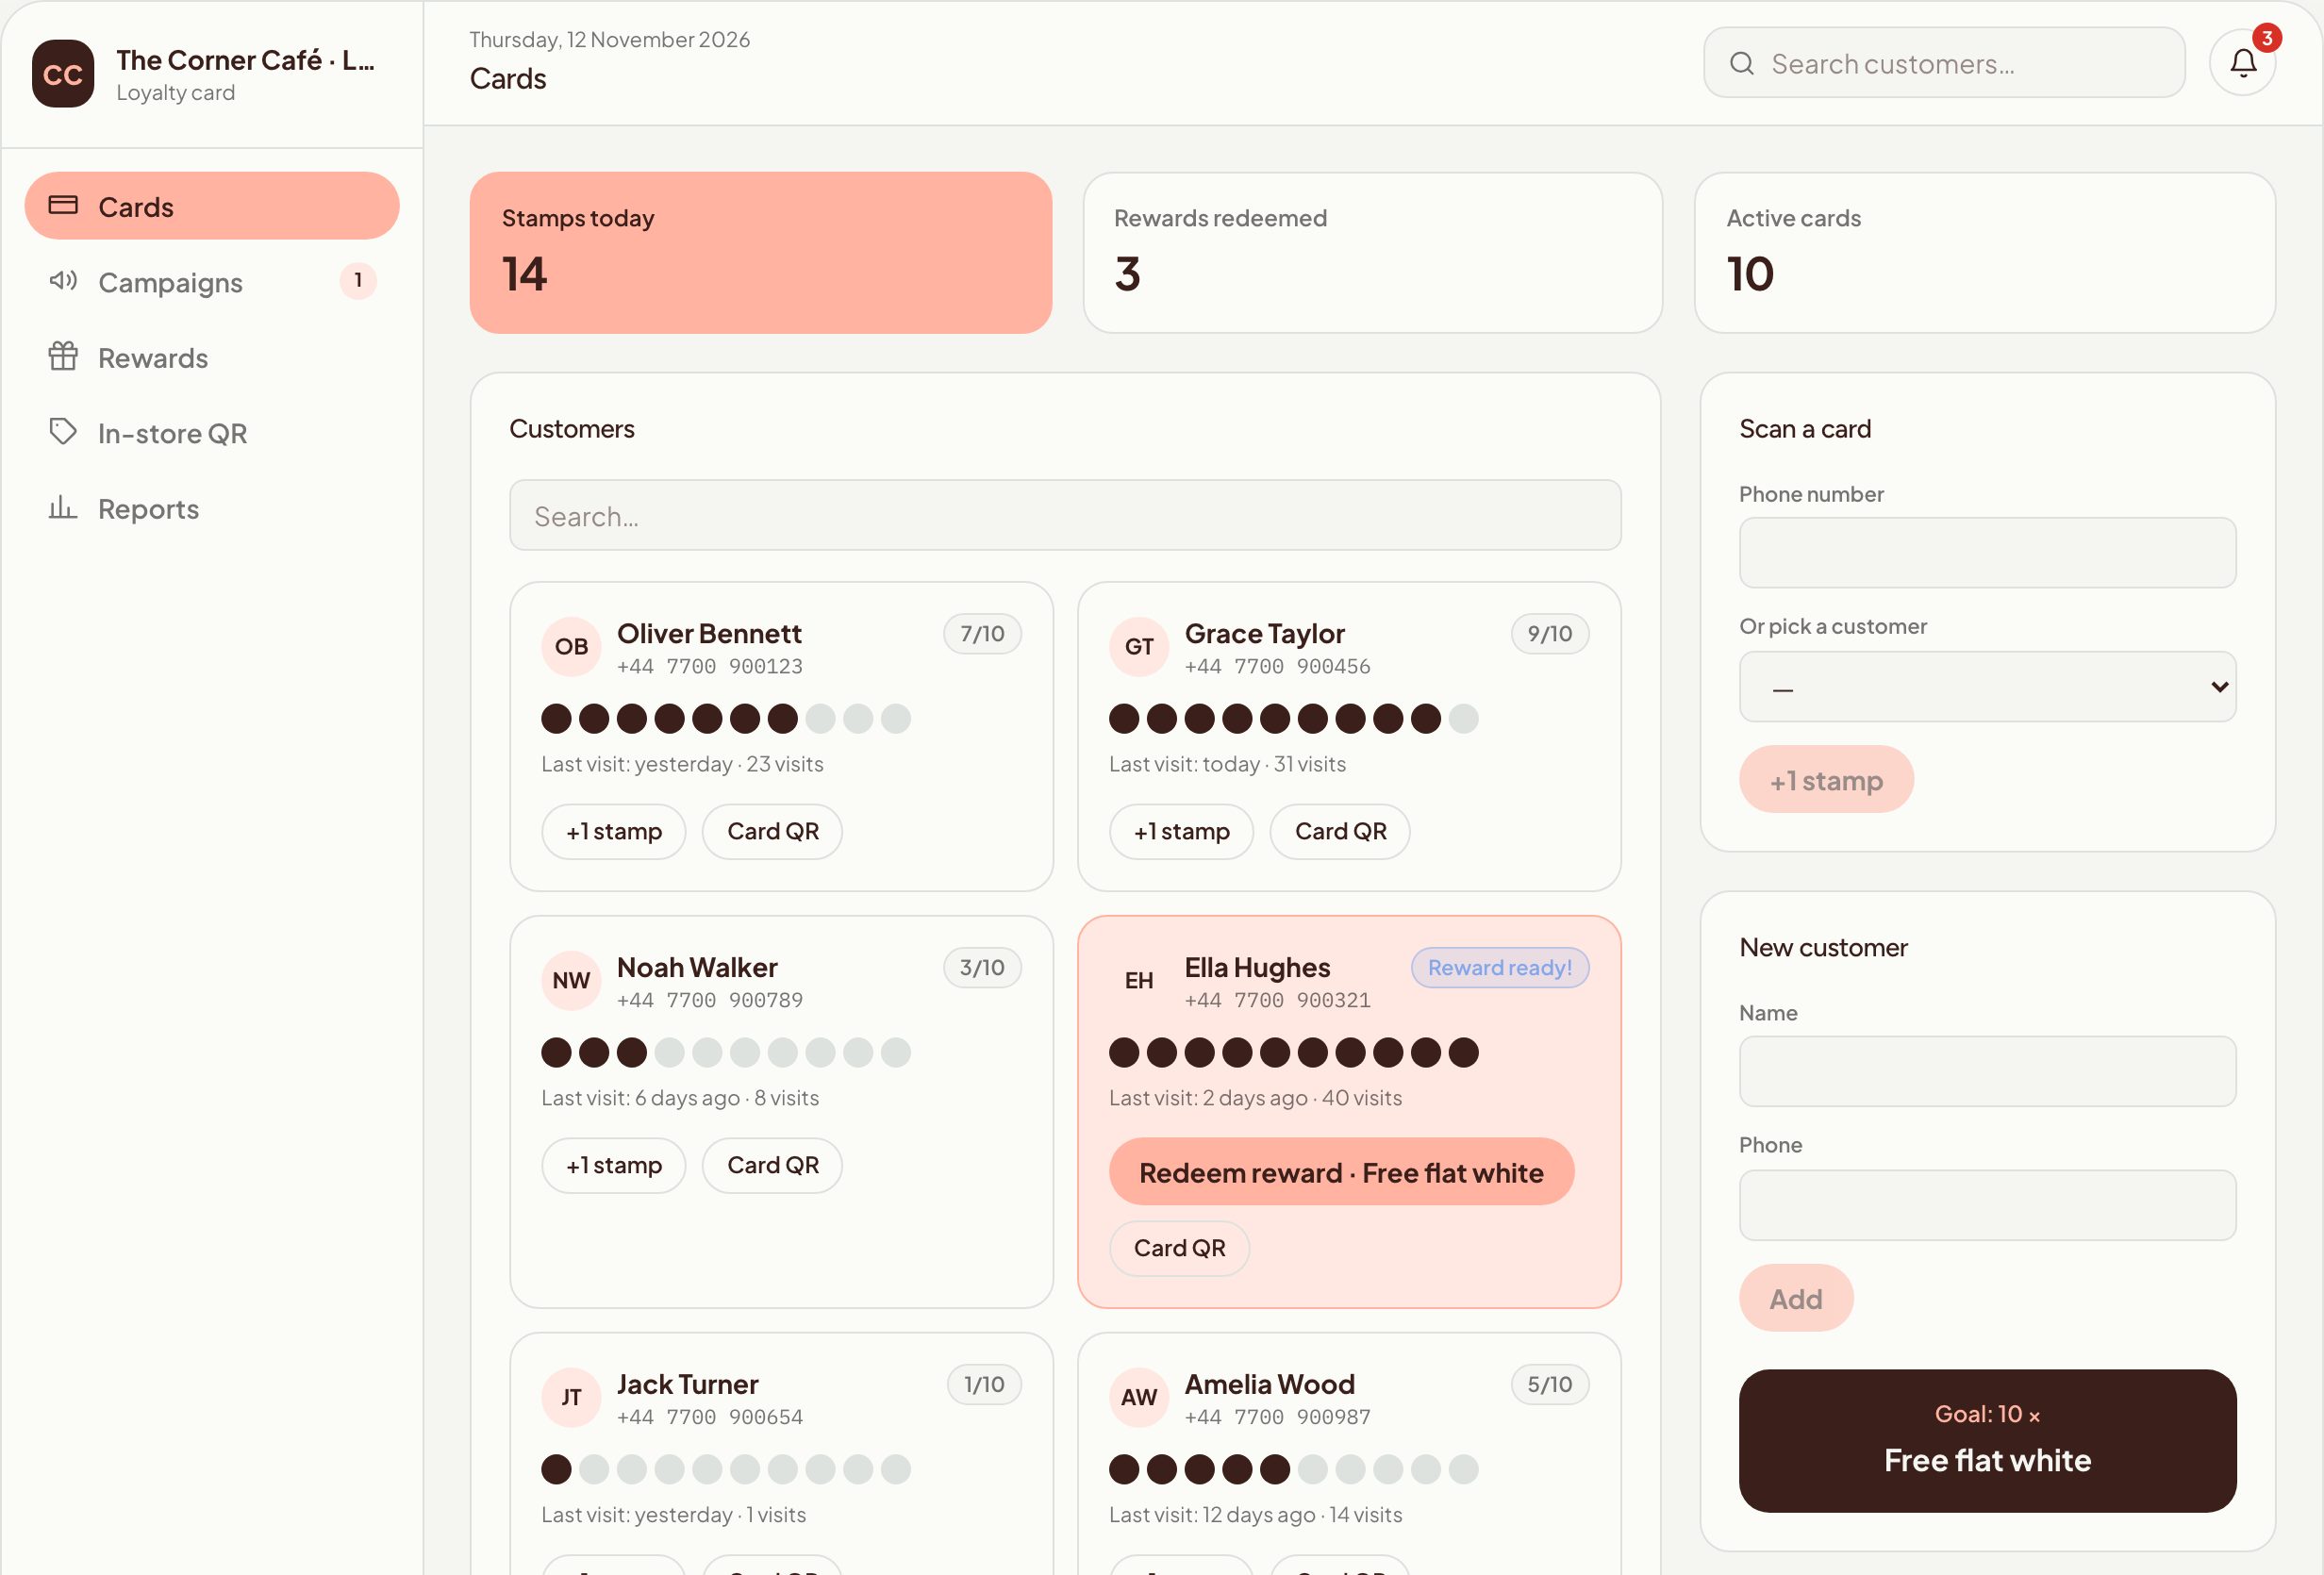 CC
The Corner Café · L...
Loyalty card
Cards
Campaigns
1
Rewards
In-store QR
Reports
Thursday, 12 November 2026
Cards
Search customers...
3
Stamps today
14
Rewards redeemed
3
Active cards
10
Customers
Search...
OB
Oliver Bennett
+44 7700 900123
7/10
Last visit: yesterday · 23 visits
+1 stamp
Card QR
GT
Grace Taylor
+44 7700 900456
9/10
Last visit: today · 31 visits
+1 stamp
Card QR
NW
Noah Walker
+44 7700 900789
3/10
Last visit: 6 days ago · 8 visits
+1 stamp
Card QR
EH
Ella Hughes
+44 7700 900321
Reward ready!
Last visit: 2 days ago · 40 visits
Redeem reward · Free flat white
Card QR
JT
Jack Turner
+44 7700 900654
1/10
Last visit: yesterday · 1 visits
AW
Amelia Wood
+44 7700 900987
5/10
Last visit: 12 days ago · 14 visits
Scan a card
Phone number
Or pick a customer
—
+1 stamp
New customer
Name
Phone
Add
Goal: 10 ×
Free flat white